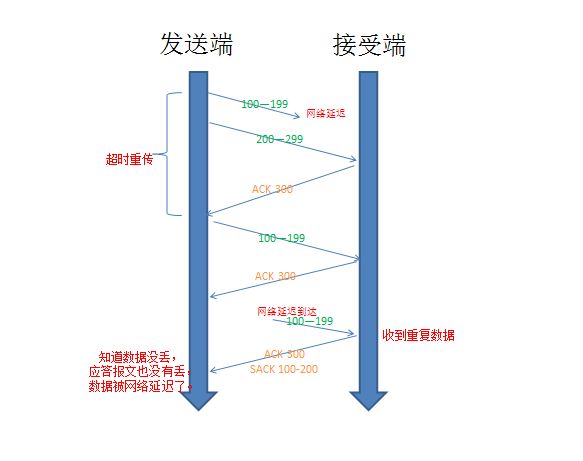 发送端
接受端
100—199
网络延迟
200—299
超时重传
ACK 300
100—199
ACK 300
网络延迟到达
100—199
收到重复数据
ACK 300
SACK 100-200
知道数据没丢，
应答报文也没有丢，
数据被网络延迟了。